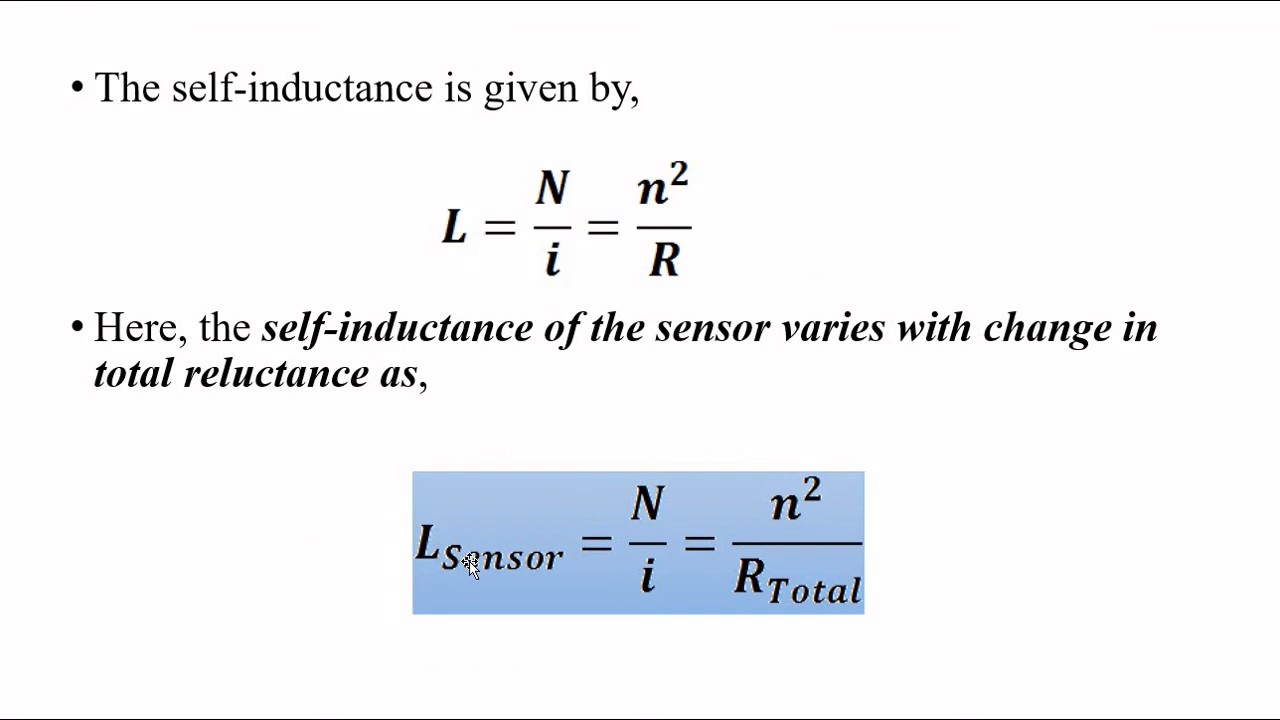 • The self-inductance is given by,
L = N/i = n²/R
• Here, the self-inductance of the sensor varies with change in
total reluctance as,
L_Sensor = N/i = n²/R_Total